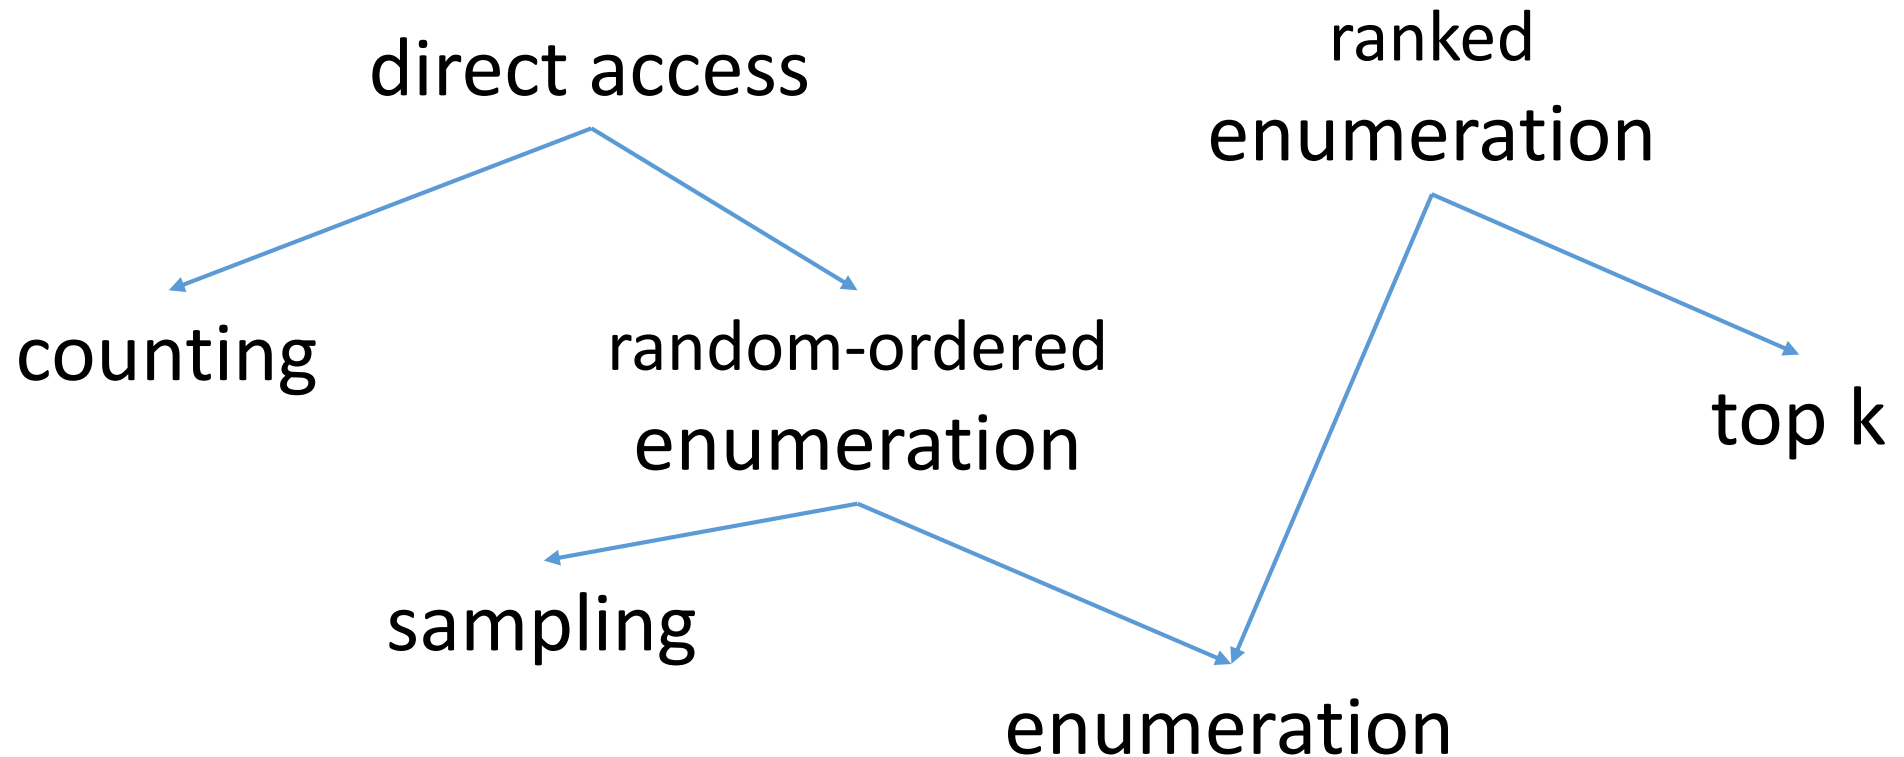 direct access
ranked
enumeration
counting
random-ordered
enumeration
top k
sampling
enumeration